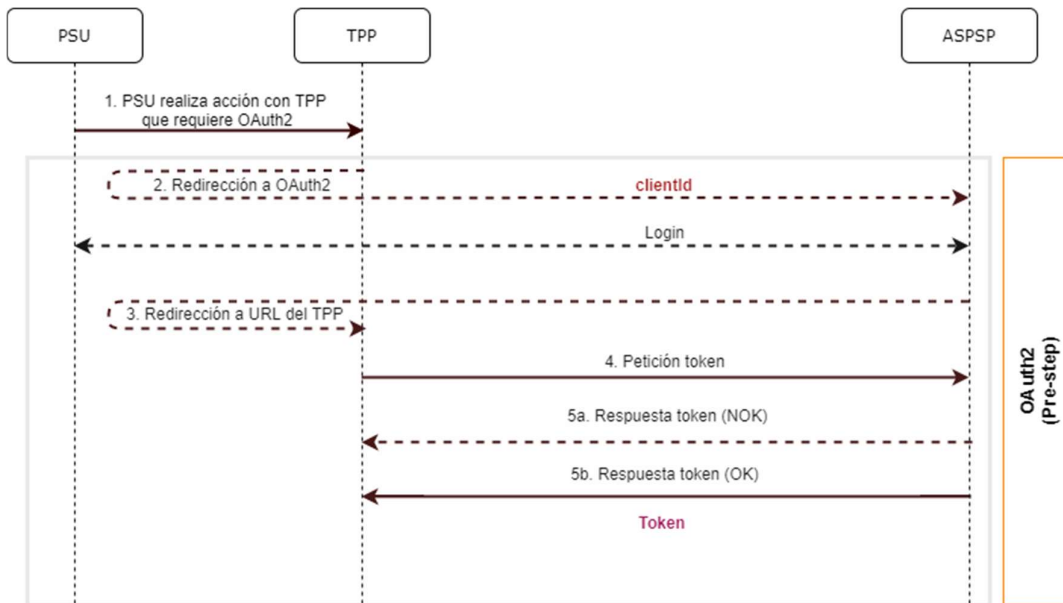 PSU
TPP
ASPSP
1. PSU realiza acción con TPP
que requiere OAuth2
2. Redirección a OAuth2
clientId
Login
3. Redirección a URL del TPP
4. Petición token
5a. Respuesta token (NOK)
5b. Respuesta token (OK)
Token
OAuth2
(Pre-step)